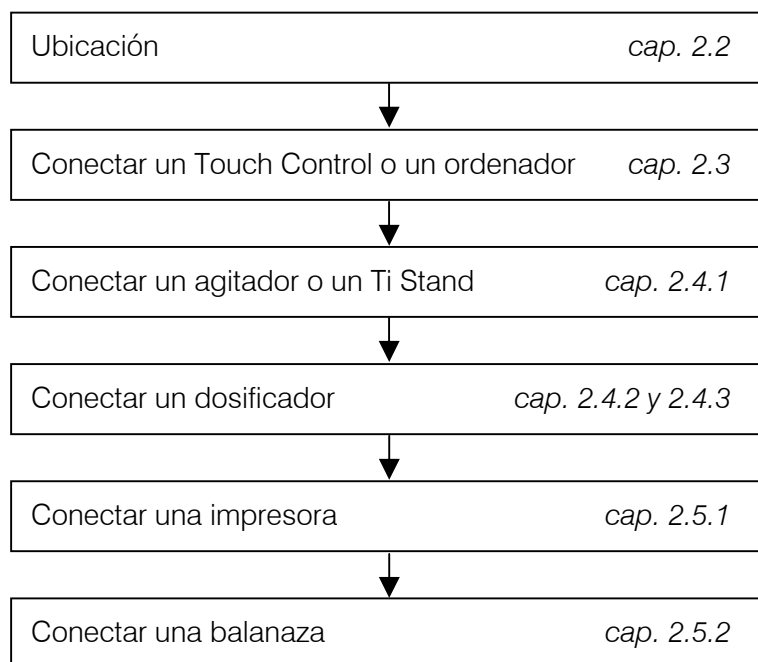 Ubicación cap. 2.2
Conectar un Touch Control o un ordenador cap. 2.3
Conectar un agitador o un Ti Stand cap. 2.4.1
Conectar un dosificador cap. 2.4.2 y 2.4.3
Conectar una impresora cap. 2.5.1
Conectar una balanaza cap. 2.5.2